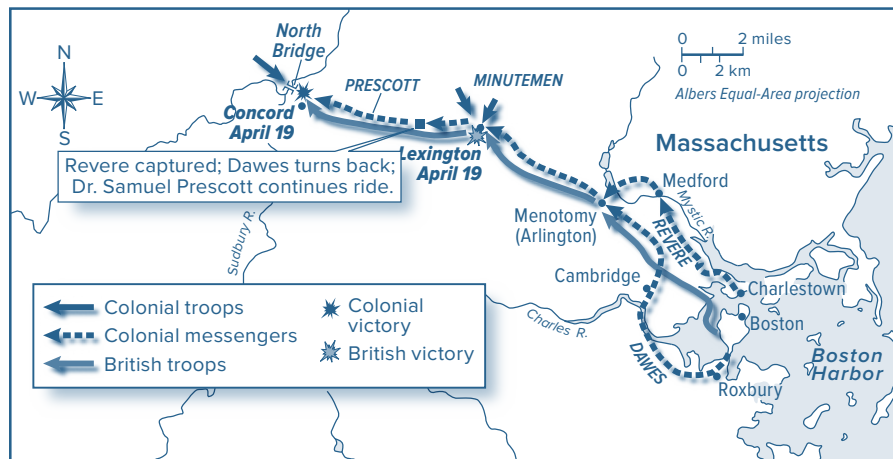 North
Bridge
PRESCOTT
MINUTEMEN
0 2 miles
0 2 km
Albers Equal-Area projection
N
W E
S
Concord
April 19
Massachusetts
Revere captured; Dawes turns back;
Dr. Samuel Prescott continues ride.
Lexington
April 19
Medford
Mystic R.
REVERE
Menotomy
(Arlington)
Sudbury R.
Cambridge
Charlestown
Boston
Charles R.
DAWES
Boston
Harbor
Roxbury
Colonial troops
Colonial messengers
British troops
Colonial
victory
British victory